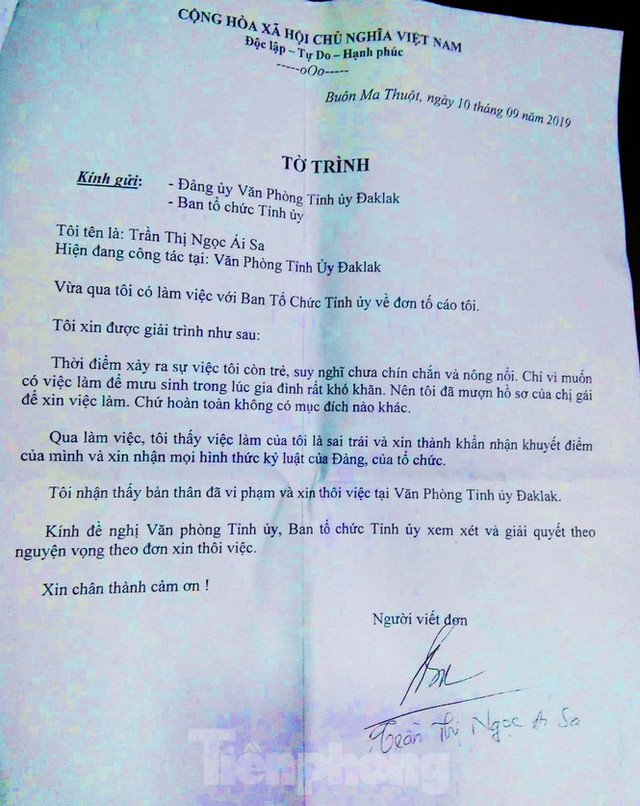 CỘNG HÒA XÃ HỘI CHỦ NGHĨA VIỆT NAM
Độc lập – Tự Do – Hạnh phúc
-----oOo-----
Buôn Ma Thuột, ngày 10 tháng 09 năm 2019
TỜ TRÌNH
Kính gửi: - Đảng ủy Văn Phòng Tỉnh ủy Đaklak
- Ban tổ chức Tỉnh ủy
Tôi tên là: Trần Thị Ngọc Ái Sa
Hiện đang công tác tại: Văn Phòng Tỉnh Ủy Đaklak
Vừa qua tôi có làm việc với Ban Tổ Chức Tỉnh ủy về đơn tố cáo tôi.
Tôi xin được giải trình như sau:
Thời điểm xảy ra sự việc tôi còn trẻ, suy nghĩ chưa chín chắn và nông nổi. Chỉ vì muốn
có việc làm để mưu sinh trong lúc gia đình rất khó khăn. Nên tôi đã mượn hồ sơ của chị gái
để xin việc làm. Chứ hoàn toàn không có mục đích nào khác.
Qua làm việc, tôi thấy việc làm của tôi là sai trái và xin thành khẩn nhận khuyết điểm
của mình và xin nhận mọi hình thức kỷ luật của Đảng, của tổ chức.
Tôi nhận thấy bản thân đã vi phạm và xin thôi việc tại Văn Phòng Tỉnh ủy Đaklak.
Kính đề nghị Văn phòng Tỉnh ủy, Ban tổ chức Tỉnh ủy xem xét và giải quyết theo
nguyện vọng theo đơn xin thôi việc.
Xin chân thành cảm ơn !
Người viết đơn
Trần Thị Ngọc Ái Sa
Tiền phong